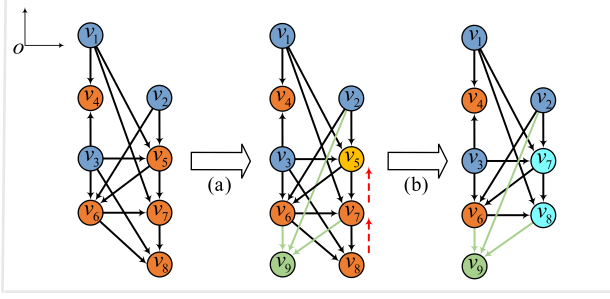 v1 v1 v1
o
v4 v2 v4 v2 v4 v2
v3 v5 v3 v5 v3 v7
(a) (b)
v6 v7 v6 v7 v6 v8
v8 v9 v8 v9